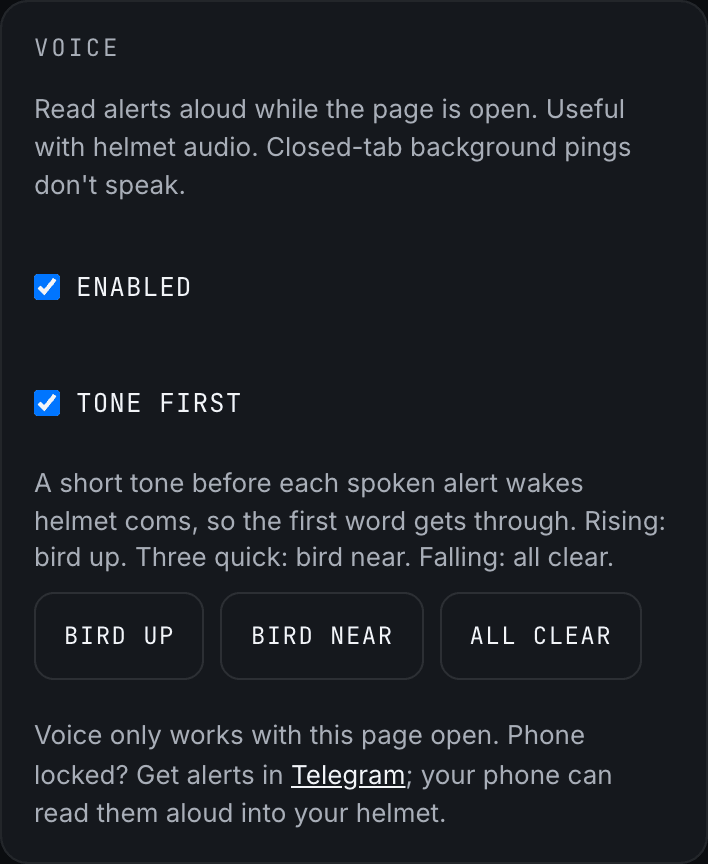 VOICE
Read alerts aloud while the page is open. Useful
with helmet audio. Closed-tab background pings
don't speak.
ENABLED
TONE FIRST
A short tone before each spoken alert wakes
helmet coms, so the first word gets through. Rising:
bird up. Three quick: bird near. Falling: all clear.
BIRD UP BIRD NEAR ALL CLEAR
Voice only works with this page open. Phone
locked? Get alerts in Telegram; your phone can
read them aloud into your helmet.